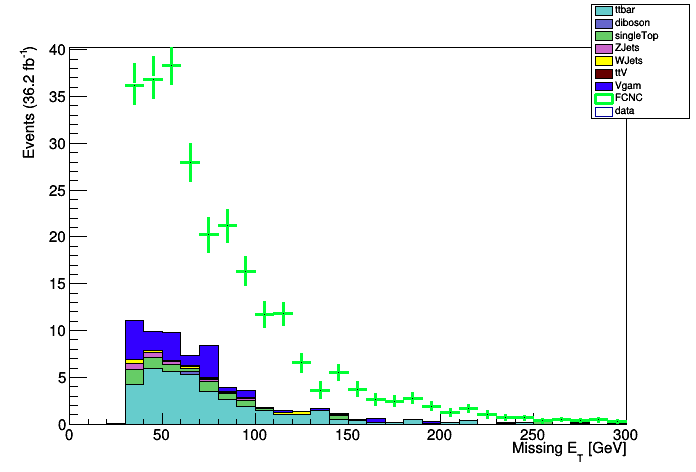 ttbar
diboson
singleTop
ZJets
WJets
ttV
Vgam
FCNC
data
Events (36.2 fb⁻¹)
40
35
30
25
20
15
10
5
0
0 50 100 150 200 250 300
Missing E_T [GeV]